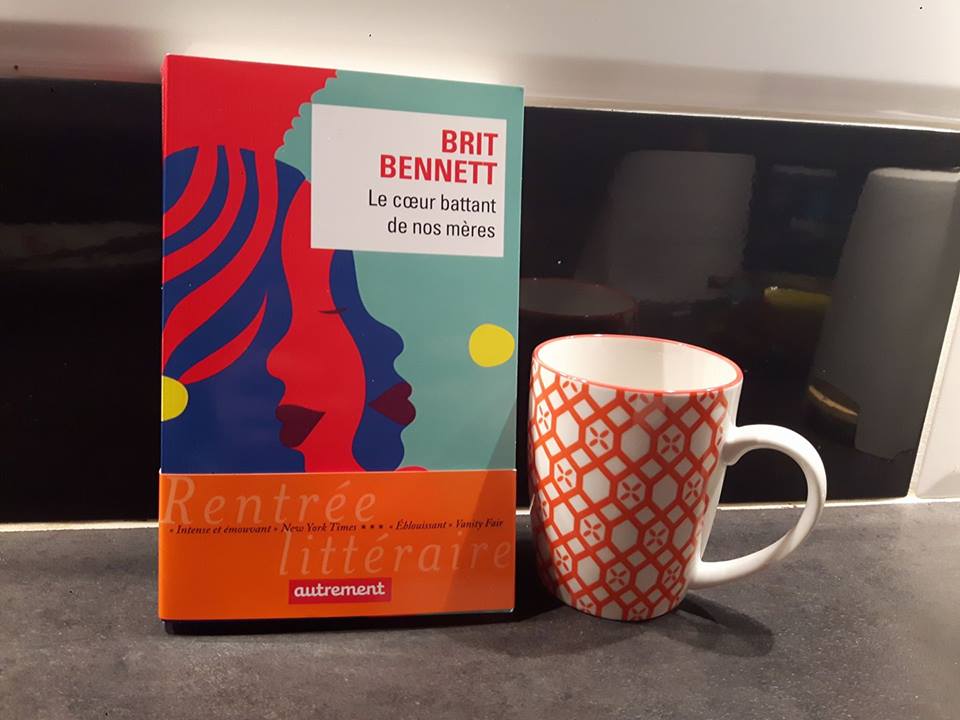 BRIT
BENNETT
Le cœur battant
de nos mères
Rentrée
« Intense et émouvant » New York Times *** « Éblouissant » Vanity Fair
littéraire
autrement